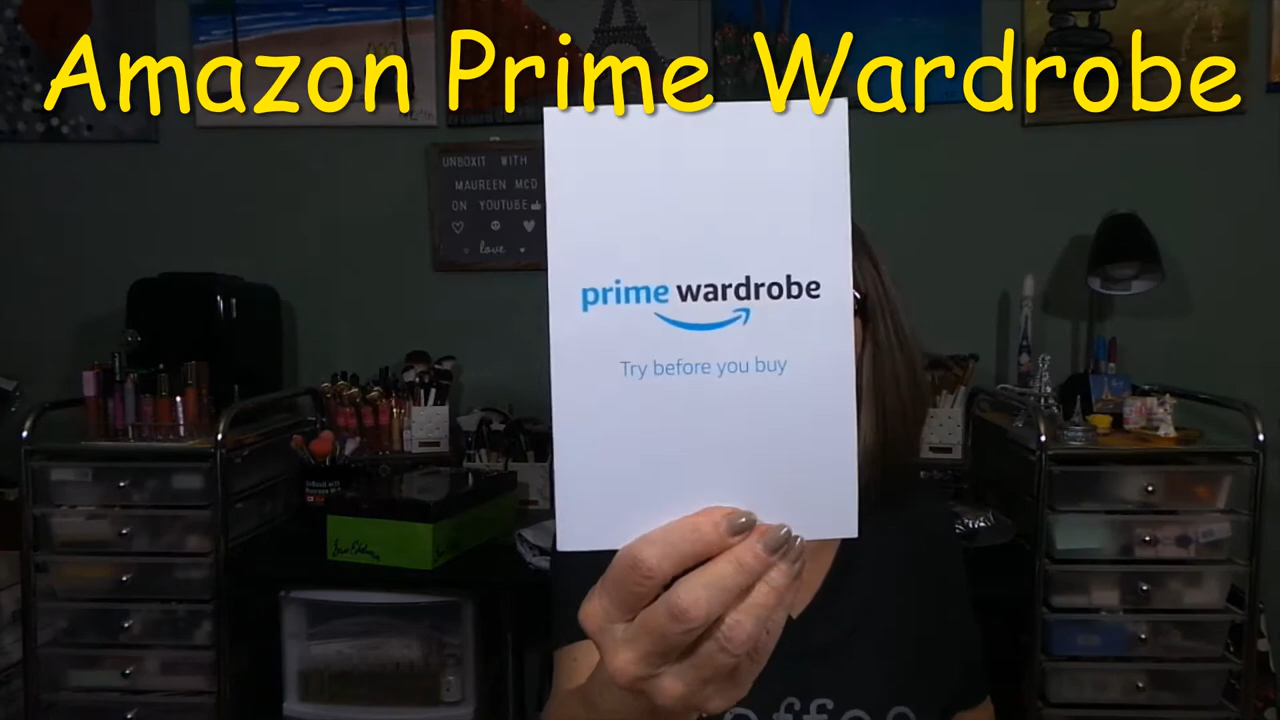 Amazon Prime Wardrobe
UNBOXIT WITH
MAUREEN MCD
ON YOUTUBE
love
prime wardrobe
Try before you buy